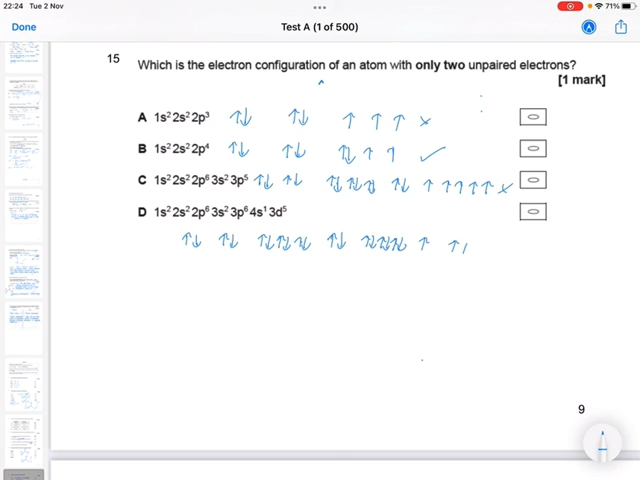 22:24 Tue 2 Nov
71%
Done
Test A (1 of 500)
15 Which is the electron configuration of an atom with only two unpaired electrons?
[1 mark]
A 1s² 2s² 2p³ ↑↓ ↑↓ ↑ ↑ ↑ ×
B 1s² 2s² 2p⁴ ↑↓ ↑↓ ↑↓ ↑ ↑ ✓
C 1s² 2s² 2p⁶ 3s² 3p⁵ ↑↓ ↑↓ ↑↓ ↑↓ ↑↓ ↑↓ ↑ ↑ ↑ ↑ ↑ ×
D 1s² 2s² 2p⁶ 3s² 3p⁶ 4s¹ 3d⁵
↑↓ ↑↓ ↑↓ ↑↓ ↑↓ ↑↓ ↑↓ ↑↓ ↑↓ ↑ ↑
9